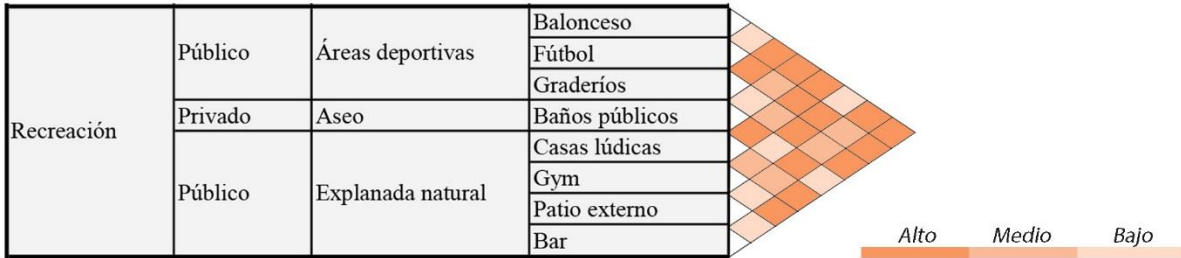 Balonceso
Público Áreas deportivas Fútbol
Graderíos
Recreación Privado Aseo Baños públicos
Casas lúdicas
Público Explanada natural Gym
Patio externo
Bar
Alto Medio Bajo